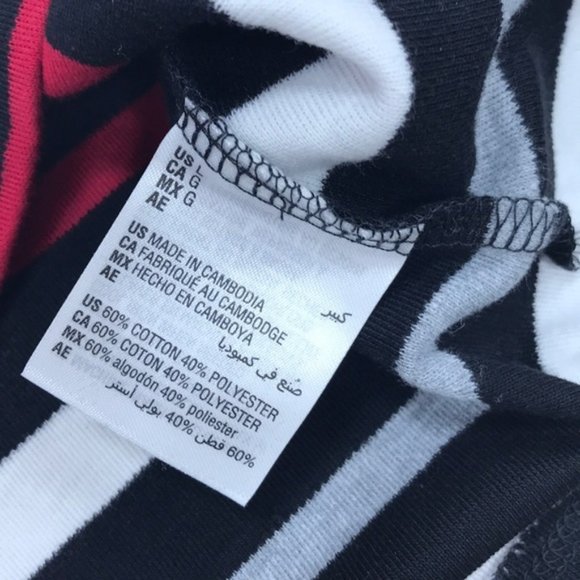 US L
CA G
MX G
AE كبير
US MADE IN CAMBODIA
CA FABRIQUÉ AU CAMBODGE
MX HECHO EN CAMBOYA
AE صُنع في كمبوديا
US 60% COTTON 40% POLYESTER
CA 60% COTON 40% POLYESTER
MX 60% algodón 40% poliester
AE 60% قطن 40% بولي أستر